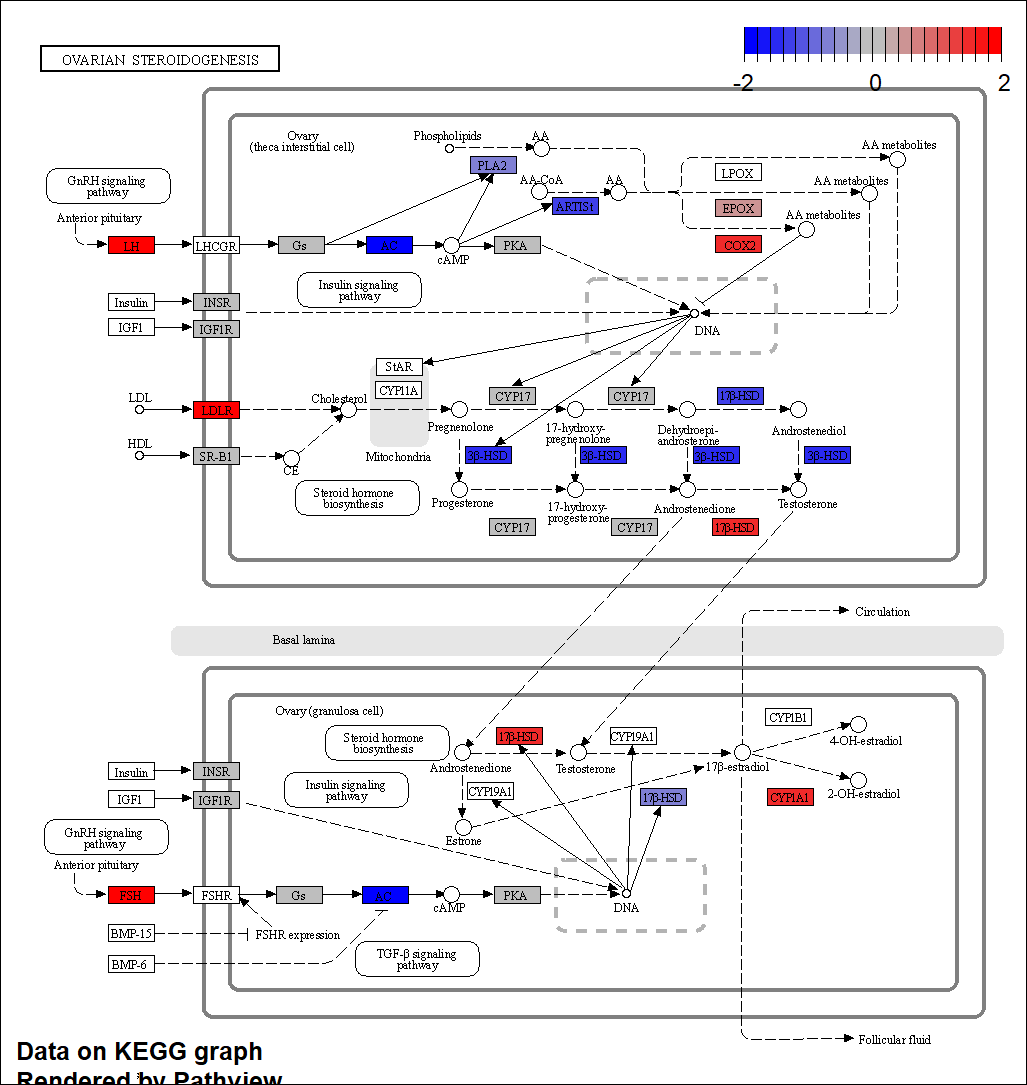 OVARIAN STEROIDOGENESIS
-2 0 2
Ovary
(theca interstitial cell)
Phospholipids
AA
AA metabolites
PLA2
LPOX
GnRH signaling
pathway
AA-CoA
AA
AA metabolites
ARTISt
EPOX
Anterior pituitary
AA metabolites
LH
LHCGR
Gs
AC
cAMP
PKA
COX2
Insulin signaling
pathway
Insulin
INSR
IGF1
IGF1R
DNA
StAR
CYP11A
LDL
Cholesterol
CYP17
CYP17
17β-HSD
LDLR
Pregnenolone
17-hydroxy-
pregnenolone
Dehydroepi-
androsterone
Androstenediol
HDL
SR-B1
CE
Mitochondria
3β-HSD
3β-HSD
3β-HSD
3β-HSD
Steroid hormone
biosynthesis
Progesterone
17-hydroxy-
progesterone
Androstenedione
Testosterone
CYP17
CYP17
17β-HSD
Circulation
Basal lamina
Ovary (granulosa cell)
Steroid hormone
biosynthesis
17β-HSD
CYP19A1
CYP1B1
4-OH-estradiol
Androstenedione
Testosterone
17β-estradiol
Insulin
INSR
Insulin signaling
pathway
CYP19A1
17β-HSD
CYP1A1
2-OH-estradiol
IGF1
IGF1R
GnRH signaling
pathway
Estrone
Anterior pituitary
FSH
FSHR
Gs
AC
cAMP
PKA
DNA
BMP-15
FSHR expression
BMP-6
TGF-β signaling
pathway
Follicular fluid
Data on KEGG graph
Rendered by Pathview